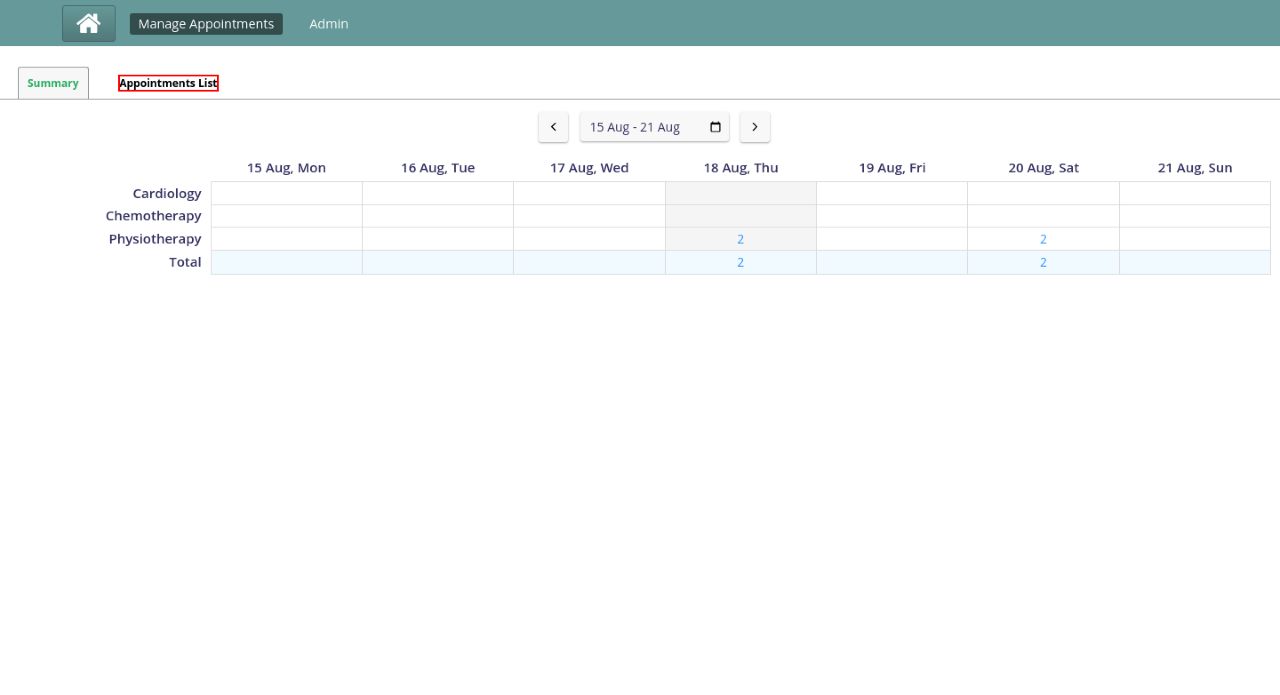 Manage Appointments Admin
Summary Appointments List
15 Aug - 21 Aug
15 Aug, Mon 16 Aug, Tue 17 Aug, Wed 18 Aug, Thu 19 Aug, Fri 20 Aug, Sat 21 Aug, Sun
Cardiology
Chemotherapy
Physiotherapy 2 2
Total 2 2